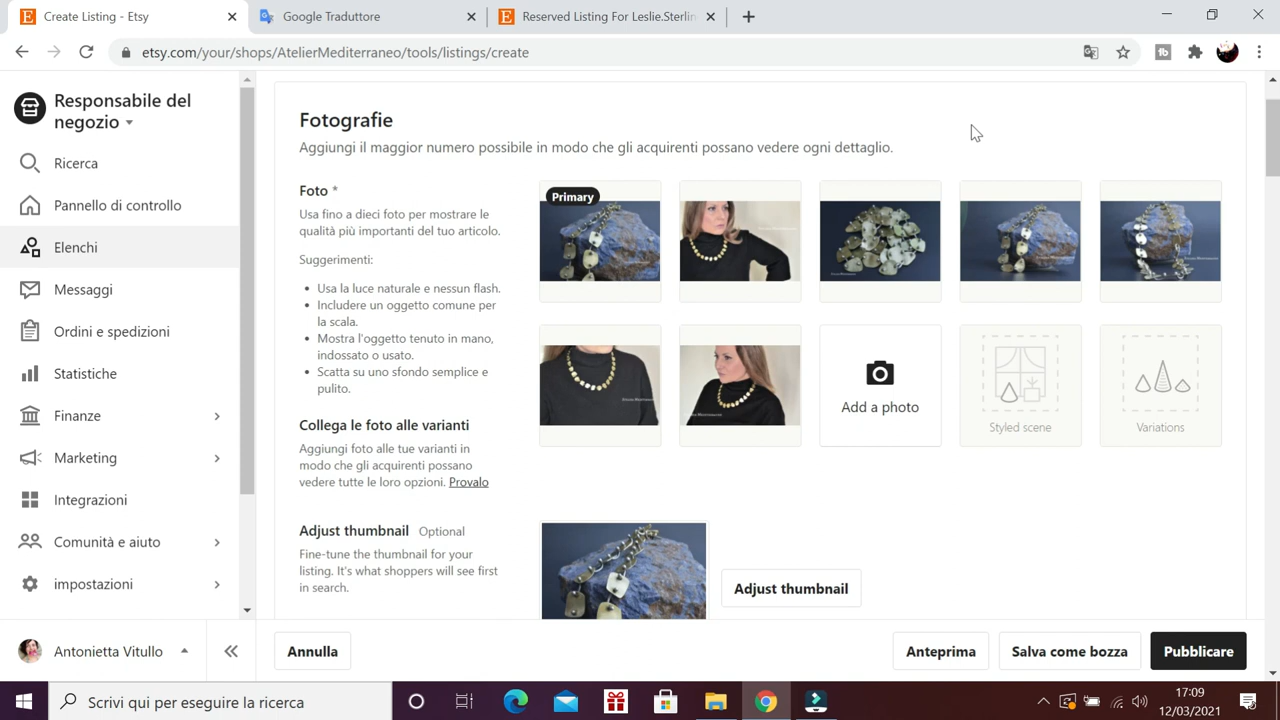 Create Listing - Etsy
Google Traduttore
Reserved Listing For Leslie.Sterlin
etsy.com/your/shops/AtelierMediterraneo/tools/listings/create
Responsabile del
negozio
Ricerca
Pannello di controllo
Elenchi
Messaggi
Ordini e spedizioni
Statistiche
Finanze
Marketing
Integrazioni
Comunità e aiuto
impostazioni
Antonietta Vitullo
Fotografie
Aggiungi il maggior numero possibile in modo che gli acquirenti possano vedere ogni dettaglio.
Foto *
Usa fino a dieci foto per mostrare le
qualità più importanti del tuo articolo.
Suggerimenti:
• Usa la luce naturale e nessun flash.
• Includere un oggetto comune per
la scala.
• Mostra l'oggetto tenuto in mano,
indossato o usato.
• Scatta su uno sfondo semplice e
pulito.
Collega le foto alle varianti
Aggiungi foto alle tue varianti in
modo che gli acquirenti possano
vedere tutte le loro opzioni. Provalo
Primary
Add a photo
Styled scene
Variations
Adjust thumbnail Optional
Fine-tune the thumbnail for your
listing. It's what shoppers will see first
in search.
Adjust thumbnail
Annulla
Anteprima
Salva come bozza
Pubblicare
Scrivi qui per eseguire la ricerca
17:09
12/03/2021